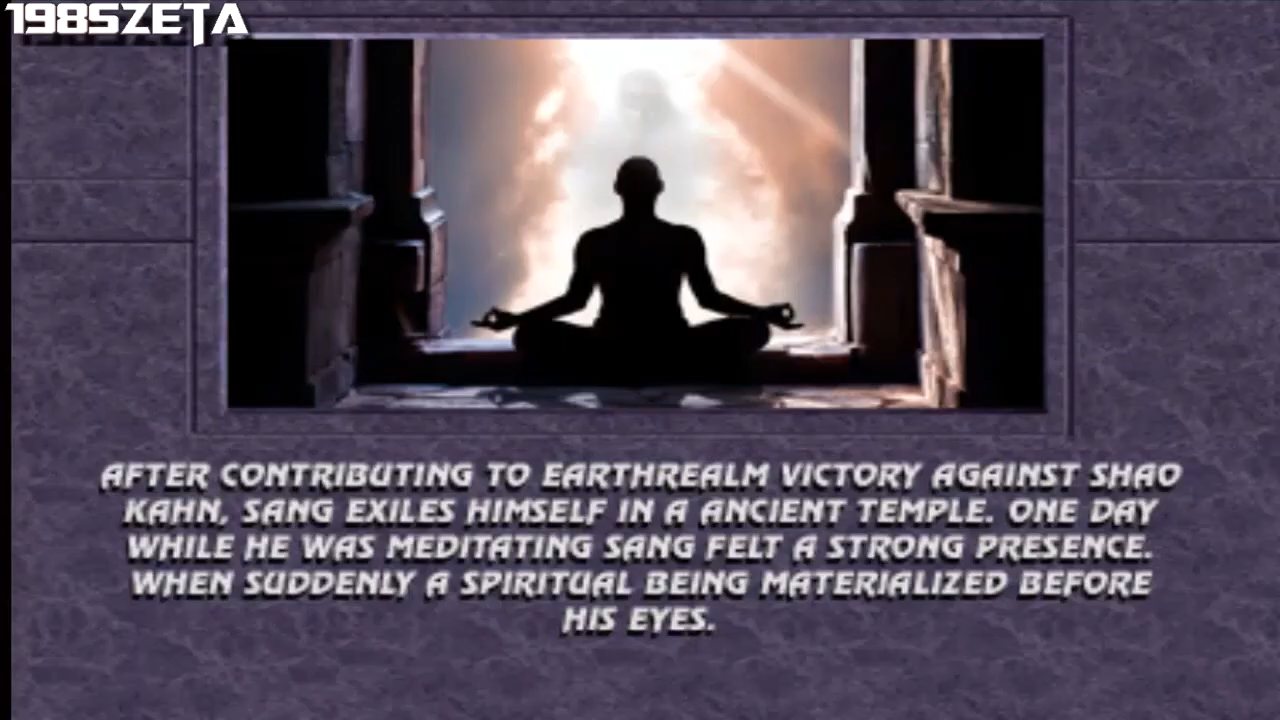 1985ZETA
AFTER CONTRIBUTING TO EARTHREALM VICTORY AGAINST SHAO
KAHN, SANG EXILES HIMSELF IN A ANCIENT TEMPLE. ONE DAY
WHILE HE WAS MEDITATING SANG FELT A STRONG PRESENCE.
WHEN SUDDENLY A SPIRITUAL BEING MATERIALIZED BEFORE
HIS EYES.